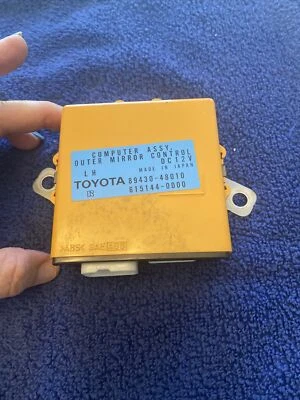 COMPUTER ASSY,
OUTER MIRROR CONTROL
LH DC12V
MADE IN JAPAN
TOYOTA 89430-48010
615144-0000